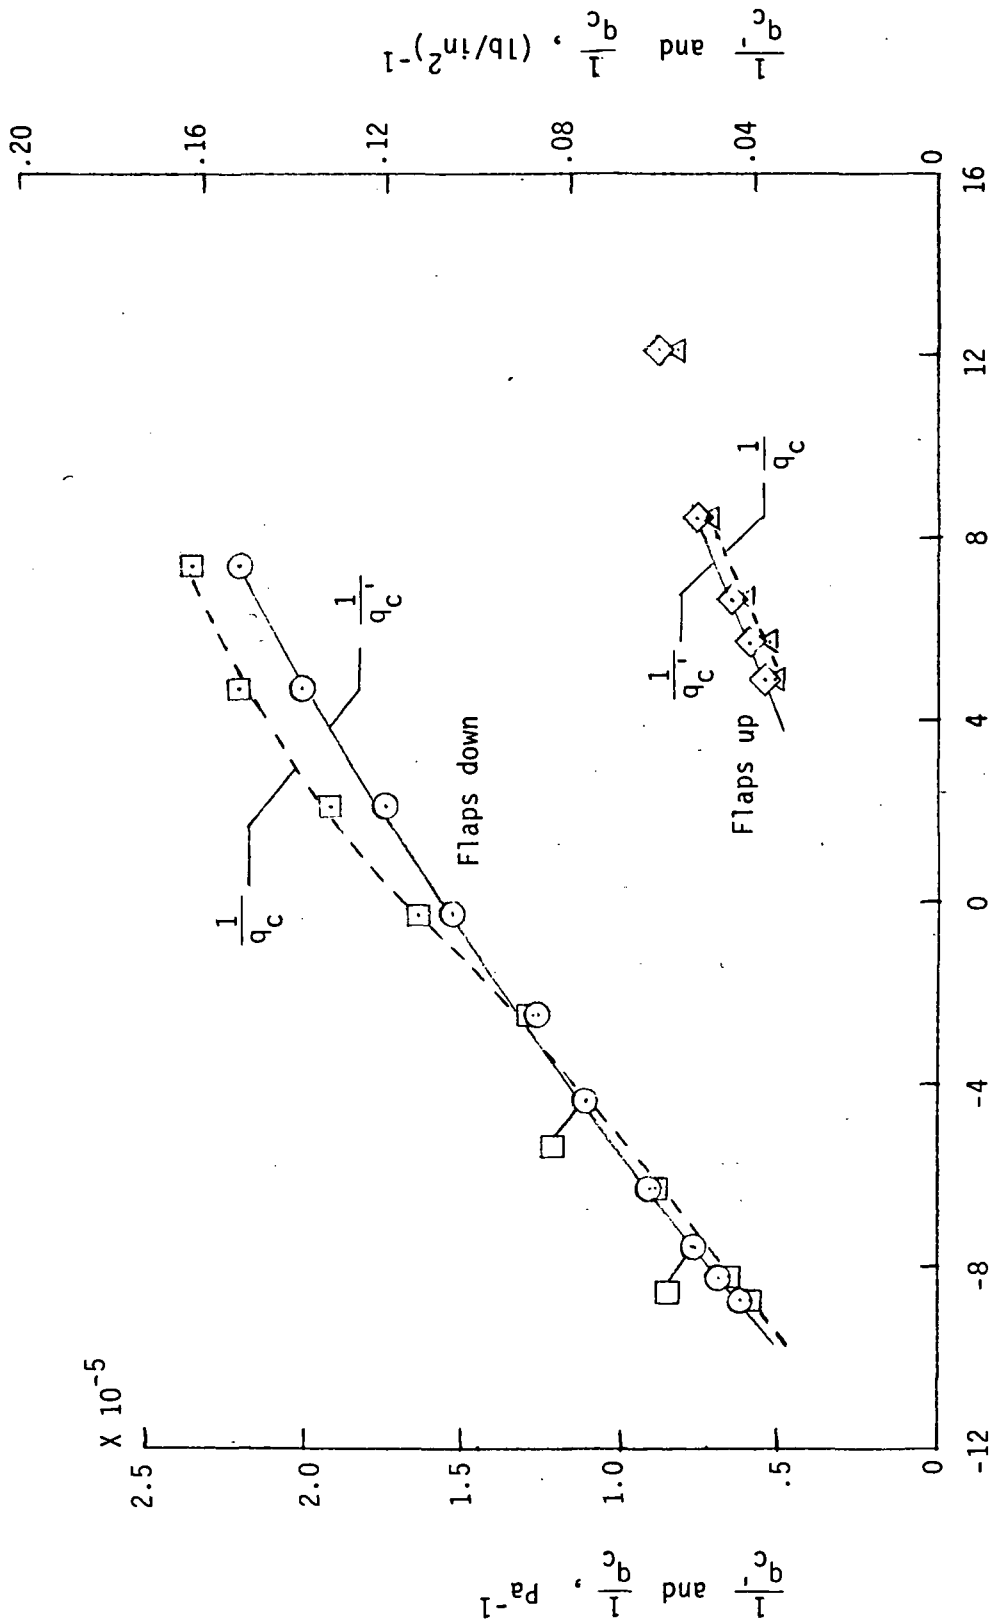 1/q_c' and 1/q_c , Pa^-1
X 10^-5
2.5
2.0
1.5
1.0
.5
0
-12
-8
-4
0
4
8
12
16
1/q_c
1/q_c'
Flaps down
Flaps up
1/q_c'
1/q_c
.20
.16
.12
.08
.04
0
1/q_c' and 1/q_c , (lb/in^2)^-1